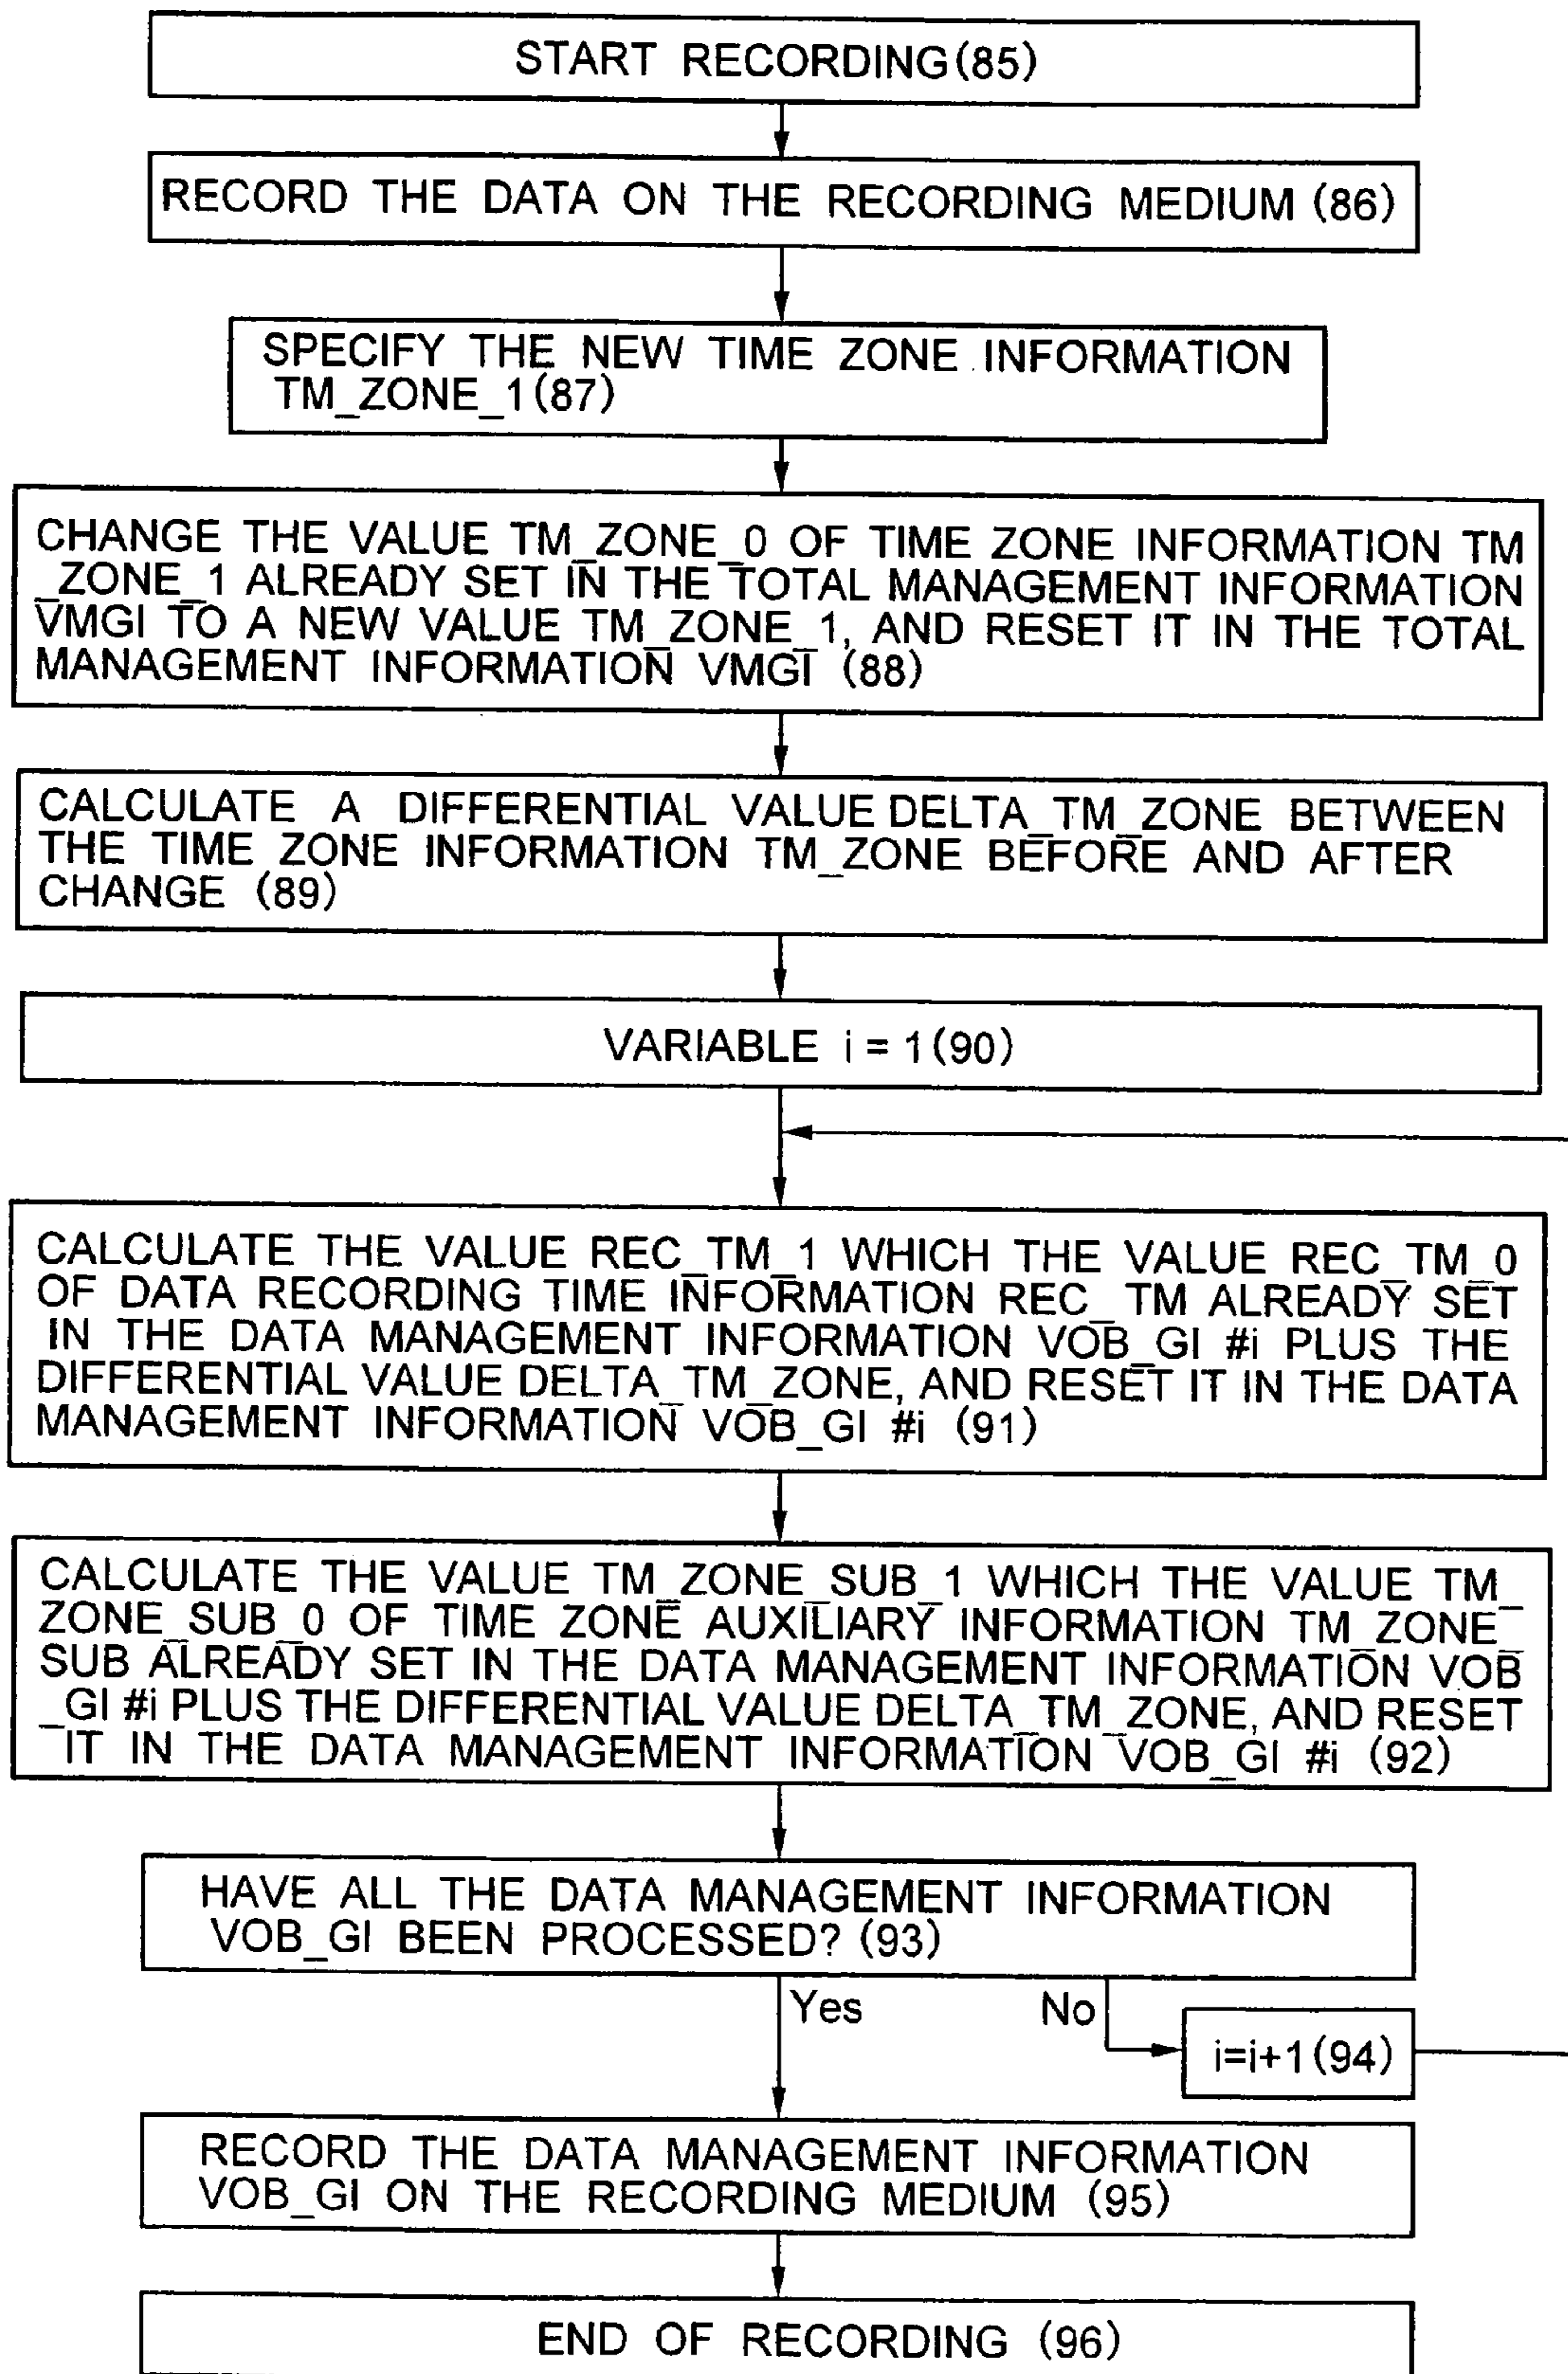 START RECORDING(85)
RECORD THE DATA ON THE RECORDING MEDIUM (86)
SPECIFY THE NEW TIME ZONE INFORMATION
TM_ZONE_1(87)
CHANGE THE VALUE TM_ZONE_0 OF TIME ZONE INFORMATION TM
_ZONE_1 ALREADY SET IN THE TOTAL MANAGEMENT INFORMATION
VMGI TO A NEW VALUE TM_ZONE_1, AND RESET IT IN THE TOTAL
MANAGEMENT INFORMATION VMGI (88)
CALCULATE A DIFFERENTIAL VALUE DELTA_TM_ZONE BETWEEN
THE TIME ZONE INFORMATION TM_ZONE BEFORE AND AFTER
CHANGE (89)
VARIABLE i = 1(90)
CALCULATE THE VALUE REC_TM_1 WHICH THE VALUE REC_TM_0
OF DATA RECORDING TIME INFORMATION REC_TM ALREADY SET
IN THE DATA MANAGEMENT INFORMATION VOB_GI #i PLUS THE
DIFFERENTIAL VALUE DELTA_TM_ZONE, AND RESET IT IN THE DATA
MANAGEMENT INFORMATION VOB_GI #i (91)
CALCULATE THE VALUE TM_ZONE_SUB_1 WHICH THE VALUE TM_
ZONE_SUB_0 OF TIME ZONE AUXILIARY INFORMATION TM_ZONE_
SUB ALREADY SET IN THE DATA MANAGEMENT INFORMATION VOB
_GI #i PLUS THE DIFFERENTIAL VALUE DELTA_TM_ZONE, AND RESET
IT IN THE DATA MANAGEMENT INFORMATION VOB_GI #i (92)
HAVE ALL THE DATA MANAGEMENT INFORMATION
VOB_GI BEEN PROCESSED? (93)
Yes
No
i=i+1(94)
RECORD THE DATA MANAGEMENT INFORMATION
VOB_GI ON THE RECORDING MEDIUM (95)
END OF RECORDING (96)